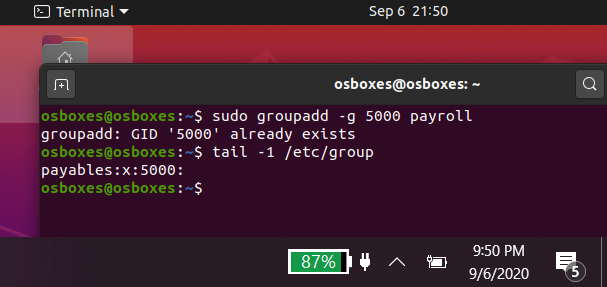 Terminal
Sep 6 21:50
osboxes@osboxes: ~
osboxes@osboxes:~$ sudo groupadd -g 5000 payroll
groupadd: GID '5000' already exists
osboxes@osboxes:~$ tail -1 /etc/group
payables:x:5000:
osboxes@osboxes:~$
87%
9:50 PM
9/6/2020
5